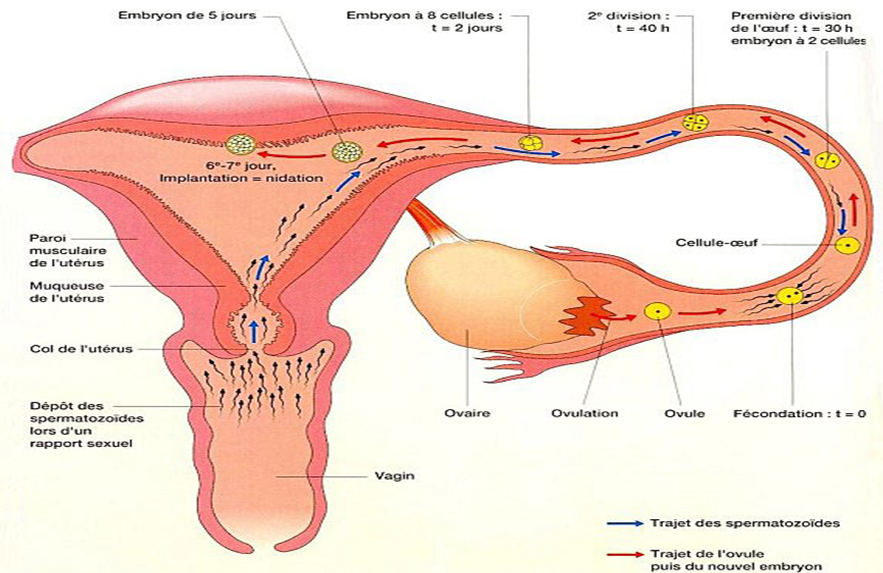 Embryon de 5 jours
Embryon à 8 cellules :
t = 2 jours
2e division :
t = 40 h
Première division
de l'œuf : t = 30 h
embryon à 2 cellules
6e-7e jour,
Implantation = nidation
Paroi
musculaire
de l'utérus
Muqueuse
de l'utérus
Col de l'utérus
Dépôt des
spermatozoïdes
lors d'un
rapport sexuel
Cellule-œuf
Ovaire
Ovulation
Ovule
Fécondation : t = 0
Vagin
Trajet des spermatozoïdes
Trajet de l'ovule
puis du nouvel embryon